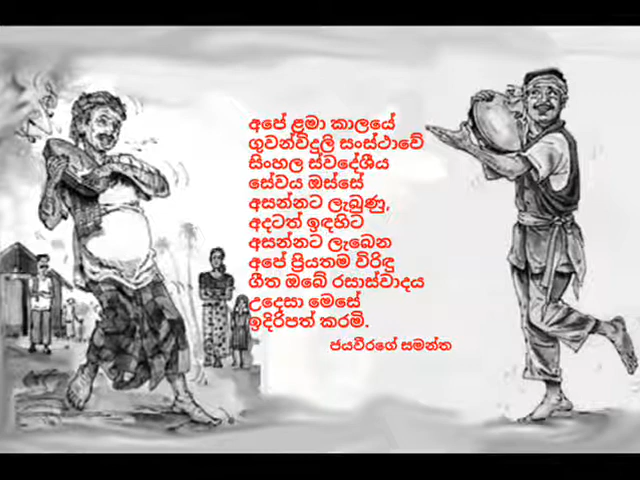 අපේ ළමා කාලයේ
ගුවන්විදුලි සංස්ථාවේ
සිංහල ස්වදේශීය
සේවය ඔස්සේ
අසන්නට ලැබුණු,
අදටත් ඉඳහිට
අසන්නට ලැබෙන
අපේ ප්‍රියතම විරිඳු
ගීත ඔබේ රසාස්වාදය
උදෙසා මෙසේ
ඉදිරිපත් කරමි.
ජයවීරගේ සමන්ත